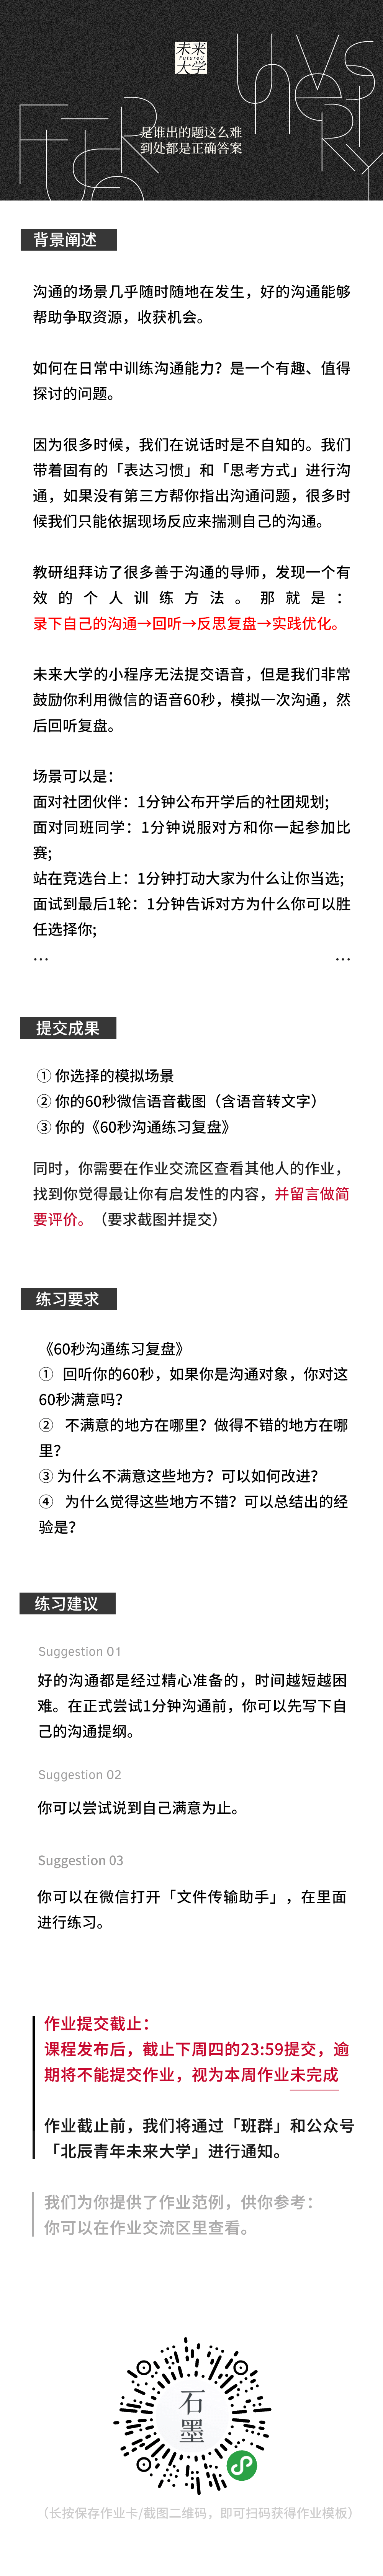 未来
FutureU
大学
是谁出的题这么难
到处都是正确答案
背景阐述
沟通的场景几乎随时随地在发生，好的沟通能够
帮助争取资源，收获机会。
如何在日常中训练沟通能力？是一个有趣、值得
探讨的问题。
因为很多时候，我们在说话时是不自知的。我们
带着固有的「表达习惯」和「思考方式」进行沟
通，如果没有第三方帮你指出沟通问题，很多时
候我们只能依据现场反应来揣测自己的沟通。
教研组拜访了很多善于沟通的导师，发现一个有
效的个人训练方法。那就是：
录下自己的沟通→回听→反思复盘→实践优化。
未来大学的小程序无法提交语音，但是我们非常
鼓励你利用微信的语音60秒，模拟一次沟通，然
后回听复盘。
场景可以是：
面对社团伙伴：1分钟公布开学后的社团规划;
面对同班同学：1分钟说服对方和你一起参加比
赛;
站在竞选台上：1分钟打动大家为什么让你当选;
面试到最后1轮：1分钟告诉对方为什么你可以胜
任选择你;
… …
提交成果
① 你选择的模拟场景
② 你的60秒微信语音截图（含语音转文字）
③ 你的《60秒沟通练习复盘》
同时，你需要在作业交流区查看其他人的作业，
找到你觉得最让你有启发性的内容，并留言做简
要评价。（要求截图并提交）
练习要求
《60秒沟通练习复盘》
① 回听你的60秒，如果你是沟通对象，你对这
60秒满意吗？
② 不满意的地方在哪里？做得不错的地方在哪
里？
③ 为什么不满意这些地方？可以如何改进？
④ 为什么觉得这些地方不错？可以总结出的经
验是？
练习建议
Suggestion 01
好的沟通都是经过精心准备的，时间越短越困
难。在正式尝试1分钟沟通前，你可以先写下自
己的沟通提纲。
Suggestion 02
你可以尝试说到自己满意为止。
Suggestion 03
你可以在微信打开「文件传输助手」，在里面
进行练习。
作业提交截止：
课程发布后，截止下周四的23:59提交，逾
期将不能提交作业，视为本周作业未完成
作业截止前，我们将通过「班群」和公众号
「北辰青年未来大学」进行通知。
我们为你提供了作业范例，供你参考：
你可以在作业交流区里查看。
石
墨
（长按保存作业卡/截图二维码，即可扫码获得作业模板）